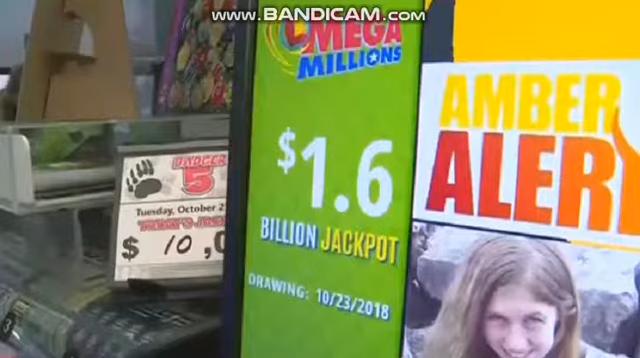 www.BANDICAM.com
MEGA
MILLIONS
$1.6
BILLION JACKPOT
DRAWING: 10/23/2018
AMBER
ALER
BADGER
5
Tuesday, October 2
$ 10,0